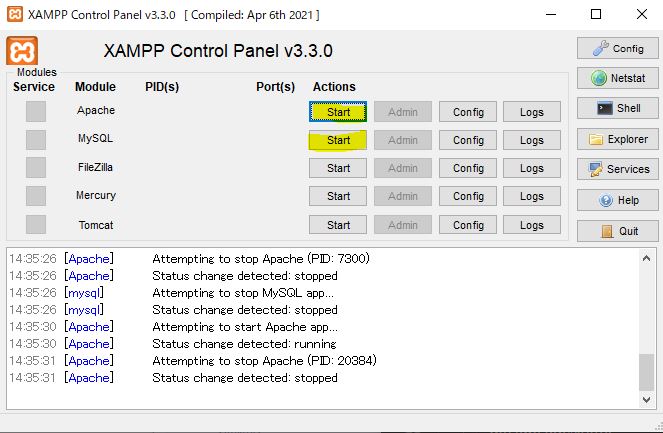 XAMPP Control Panel v3.3.0 [ Compiled: Apr 6th 2021 ]
XAMPP Control Panel v3.3.0
Config
Modules
Service Module PID(s) Port(s) Actions
Netstat
Apache Start Admin Config Logs
Shell
MySQL Start Admin Config Logs
Explorer
FileZilla Start Admin Config Logs
Services
Mercury Start Admin Config Logs
Help
Tomcat Start Admin Config Logs
Quit
14:35:26 [Apache] Attempting to stop Apache (PID: 7300)
14:35:26 [Apache] Status change detected: stopped
14:35:26 [mysql] Attempting to stop MySQL app...
14:35:26 [mysql] Status change detected: stopped
14:35:30 [Apache] Attempting to start Apache app...
14:35:30 [Apache] Status change detected: running
14:35:31 [Apache] Attempting to stop Apache (PID: 20384)
14:35:31 [Apache] Status change detected: stopped